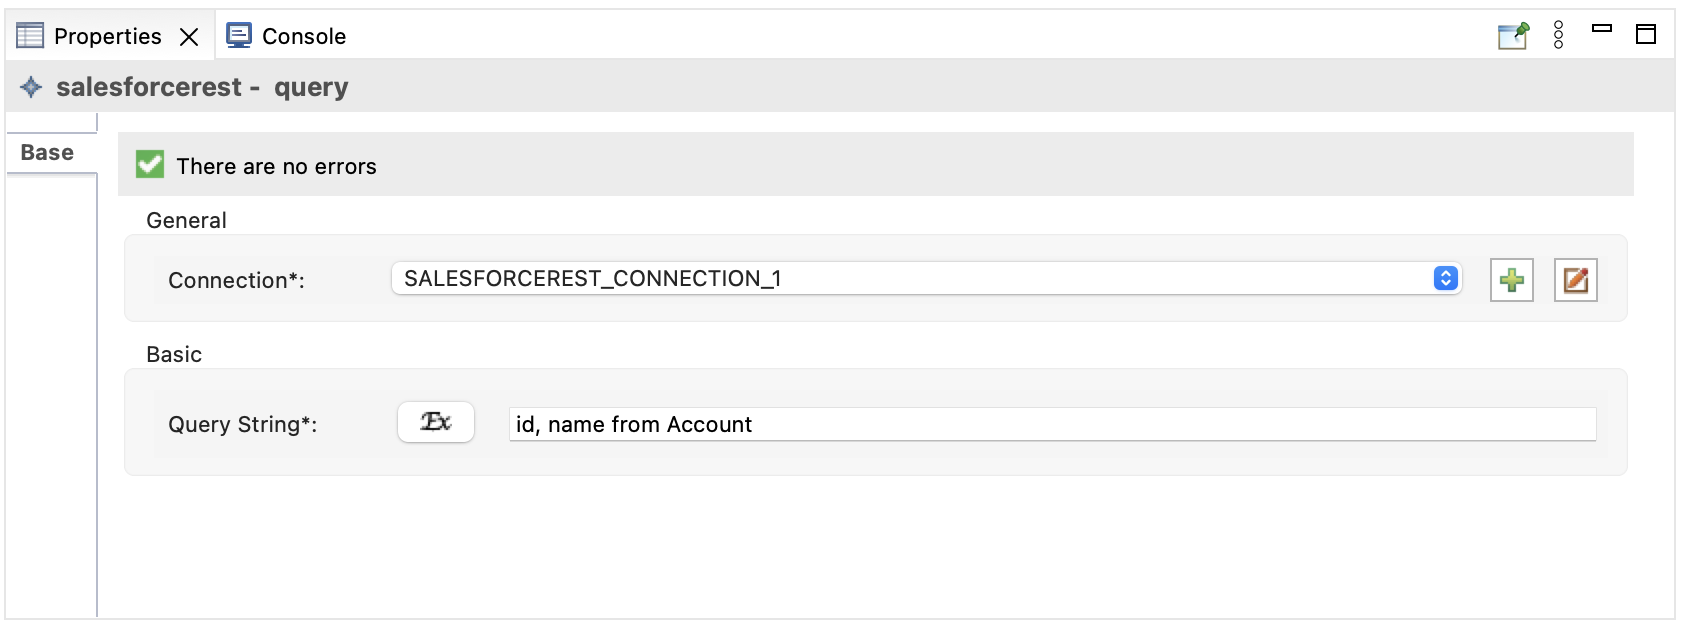 Properties Console
salesforcerest - query
Base
There are no errors
General
Connection*: SALESFORCEREST_CONNECTION_1
Basic
Query String*: Ex id, name from Account